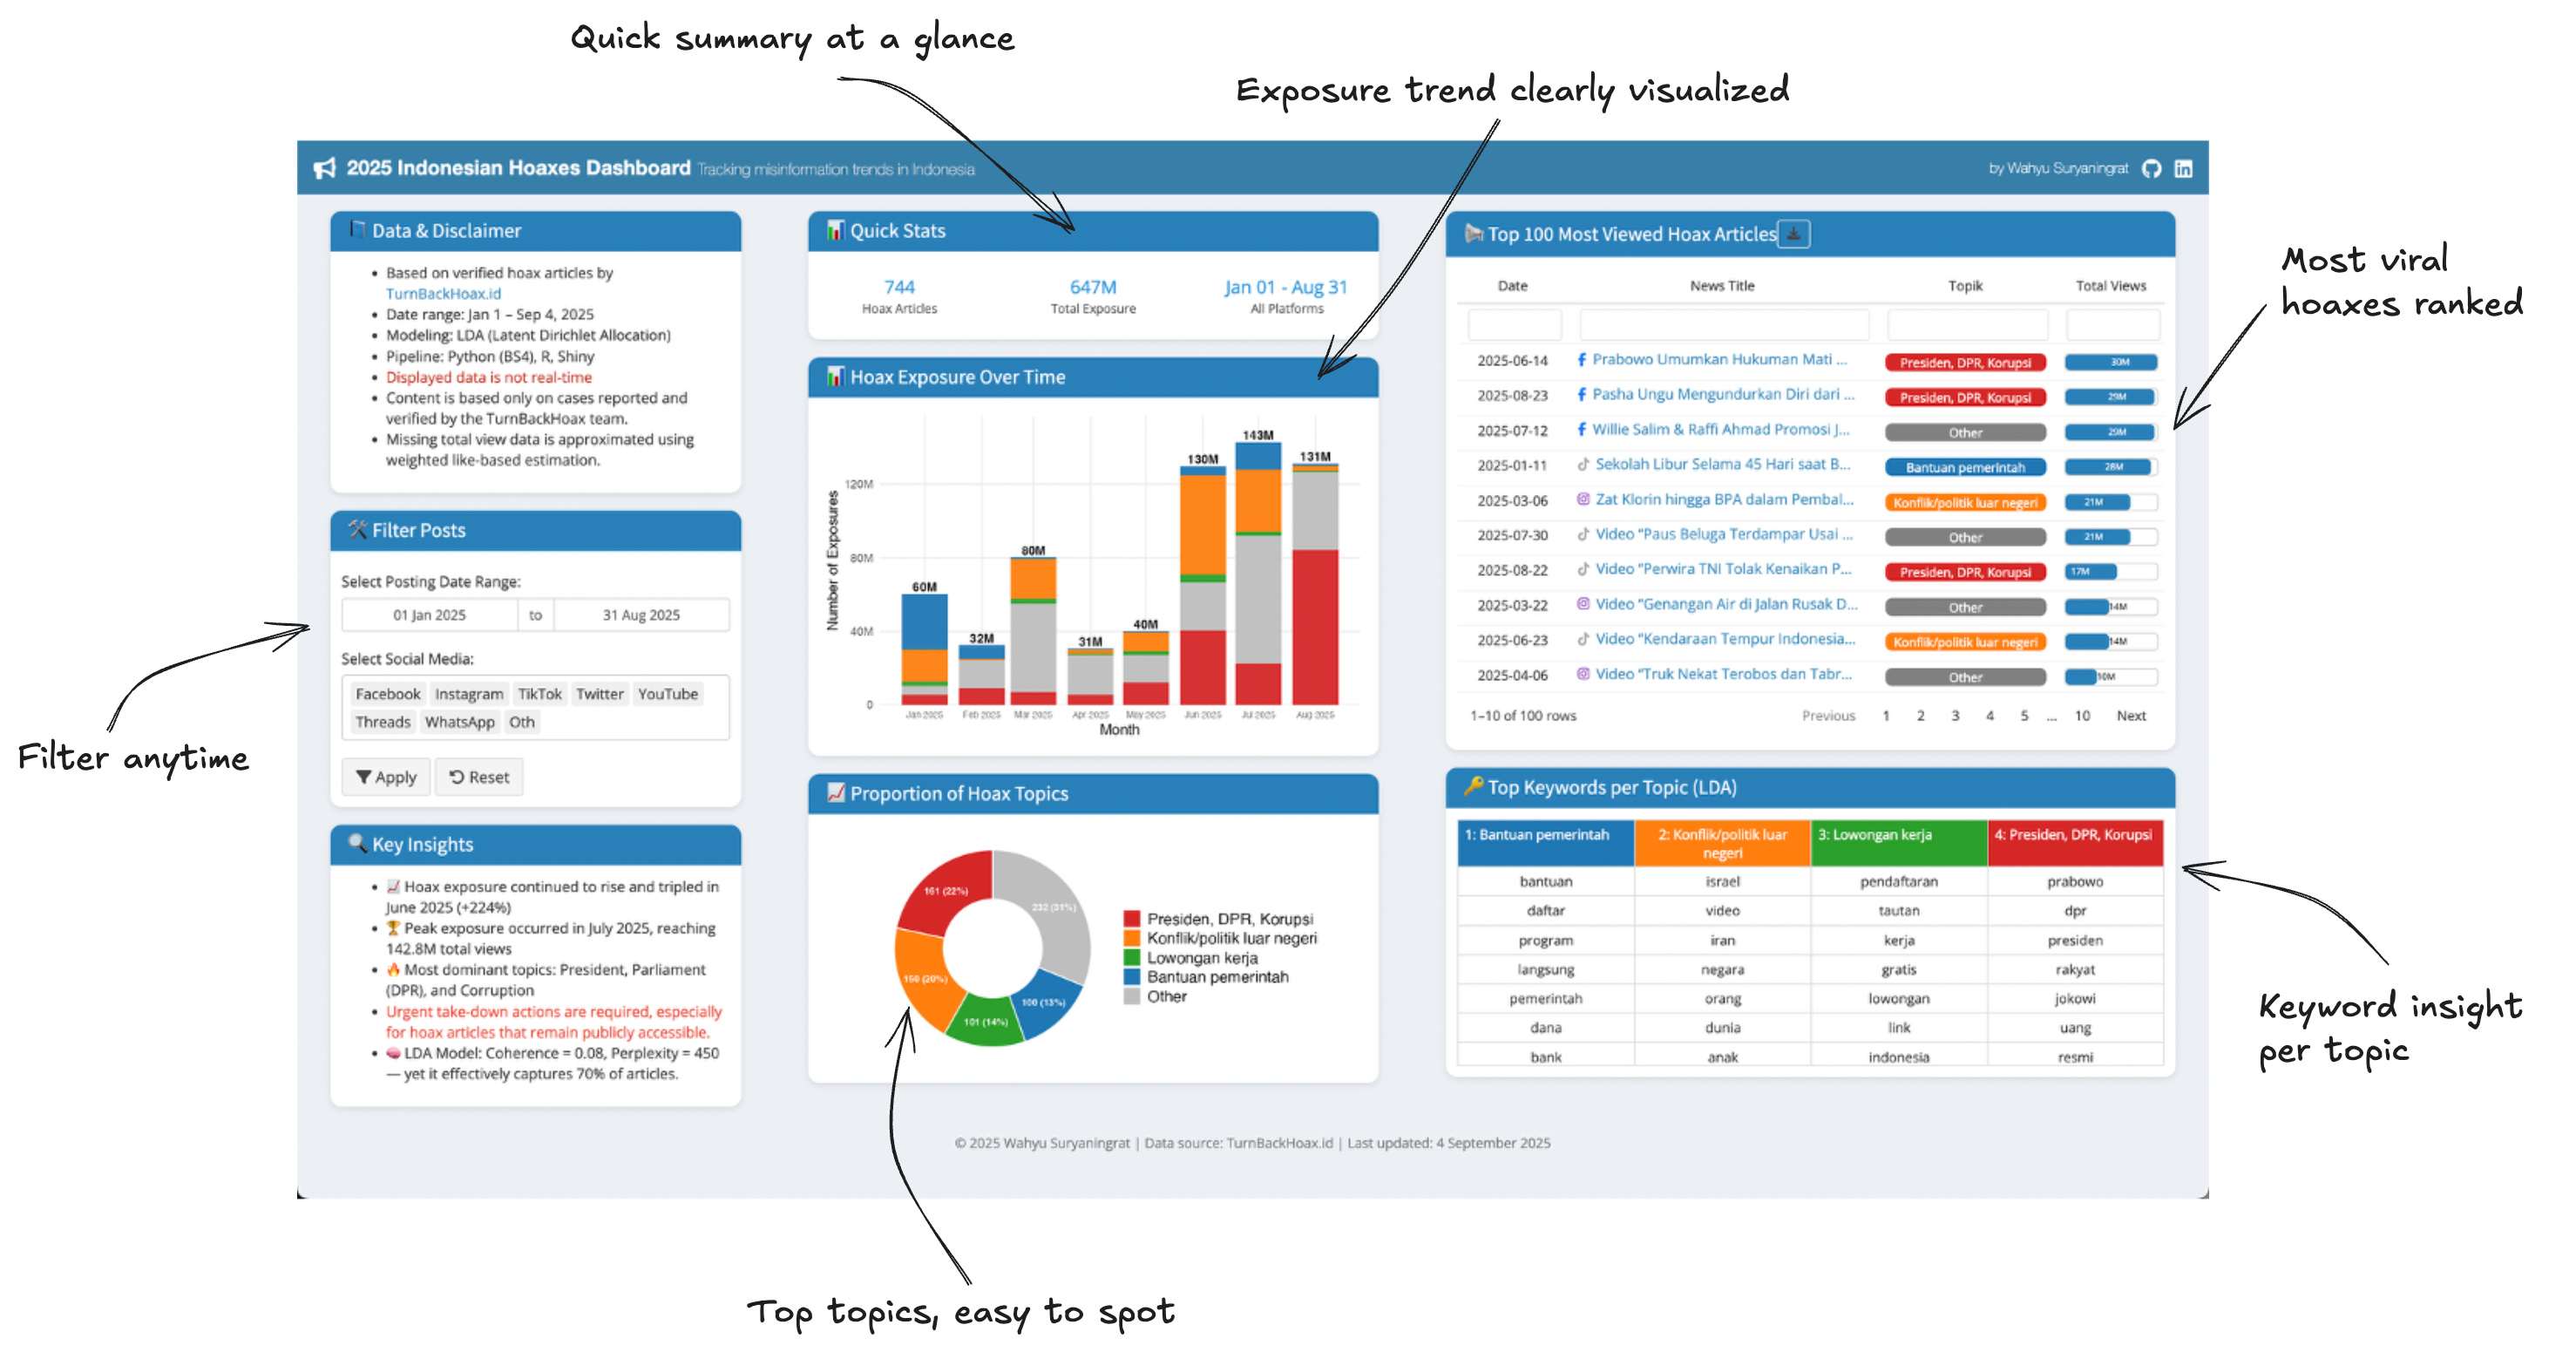 Quick summary at a glance
Exposure trend clearly visualized
2025 Indonesian Hoaxes Dashboard Tracking misinformation trends in Indonesia
by Wahyu Suryaningrat
Data & Disclaimer
Based on verified hoax articles by
TurnBackHoax.id
Date range: Jan 1 – Sep 4, 2025
Modeling: LDA (Latent Dirichlet Allocation)
Pipeline: Python (BS4), R, Shiny
Displayed data is not real-time
Content is based only on cases reported and
verified by the TurnBackHoax team.
Missing total view data is approximated using
weighted like-based estimation.
Filter Posts
Select Posting Date Range:
01 Jan 2025 to 31 Aug 2025
Select Social Media:
Facebook Instagram TikTok Twitter YouTube
Threads WhatsApp Oth
Apply Reset
Filter anytime
Key Insights
Hoax exposure continued to rise and tripled in
June 2025 (+224%)
Peak exposure occurred in July 2025, reaching
142.8M total views
Most dominant topics: President, Parliament
(DPR), and Corruption
Urgent take-down actions are required, especially
for hoax articles that remain publicly accessible.
LDA Model: Coherence = 0.08, Perplexity = 450
— yet it effectively captures 70% of articles.
Quick Stats
744 647M Jan 01 - Aug 31
Hoax Articles Total Exposure All Platforms
Hoax Exposure Over Time
Number of Exposures
120M
80M
40M
0
60M
32M
80M
31M
40M
130M
143M
131M
Jan 2025 Feb 2025 Mar 2025 Apr 2025 May 2025 Jun 2025 Jul 2025 Aug 2025
Month
Proportion of Hoax Topics
161 (22%)
232 (31%)
150 (20%)
101 (14%)
100 (13%)
Presiden, DPR, Korupsi
Konflik/politik luar negeri
Lowongan kerja
Bantuan pemerintah
Other
Top topics, easy to spot
Top 100 Most Viewed Hoax Articles
Date News Title Topik Total Views
2025-06-14 Prabowo Umumkan Hukuman Mati ... Presiden, DPR, Korupsi 30M
2025-08-23 Pasha Ungu Mengundurkan Diri dari ... Presiden, DPR, Korupsi 29M
2025-07-12 Willie Salim & Raffi Ahmad Promosi J... Other 29M
2025-01-11 Sekolah Libur Selama 45 Hari saat B... Bantuan pemerintah 28M
2025-03-06 Zat Klorin hingga BPA dalam Pembal... Konflik/politik luar negeri 21M
2025-07-30 Video "Paus Beluga Terdampar Usai ... Other 21M
2025-08-22 Video "Perwira TNI Tolak Kenaikan P... Presiden, DPR, Korupsi 17M
2025-03-22 Video "Genangan Air di Jalan Rusak D... Other 14M
2025-06-23 Video "Kendaraan Tempur Indonesia... Konflik/politik luar negeri 14M
2025-04-06 Video "Truk Nekat Terobos dan Tabr... Other 10M
1–10 of 100 rows Previous 1 2 3 4 5 ... 10 Next
Most viral
hoaxes ranked
Top Keywords per Topic (LDA)
1: Bantuan pemerintah 2: Konflik/politik luar negeri 3: Lowongan kerja 4: Presiden, DPR, Korupsi
bantuan israel pendaftaran prabowo
daftar video tautan dpr
program iran kerja presiden
langsung negara gratis rakyat
pemerintah orang lowongan jokowi
dana dunia link uang
bank anak indonesia resmi
Keyword insight
per topic
© 2025 Wahyu Suryaningrat | Data source: TurnBackHoax.id | Last updated: 4 September 2025